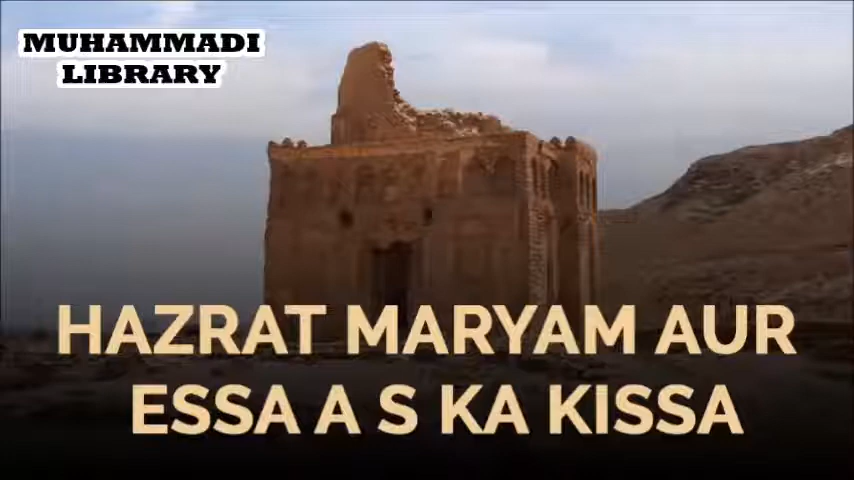 MUHAMMADI
LIBRARY
HAZRAT MARYAM AUR
ESSA A S KA KISSA